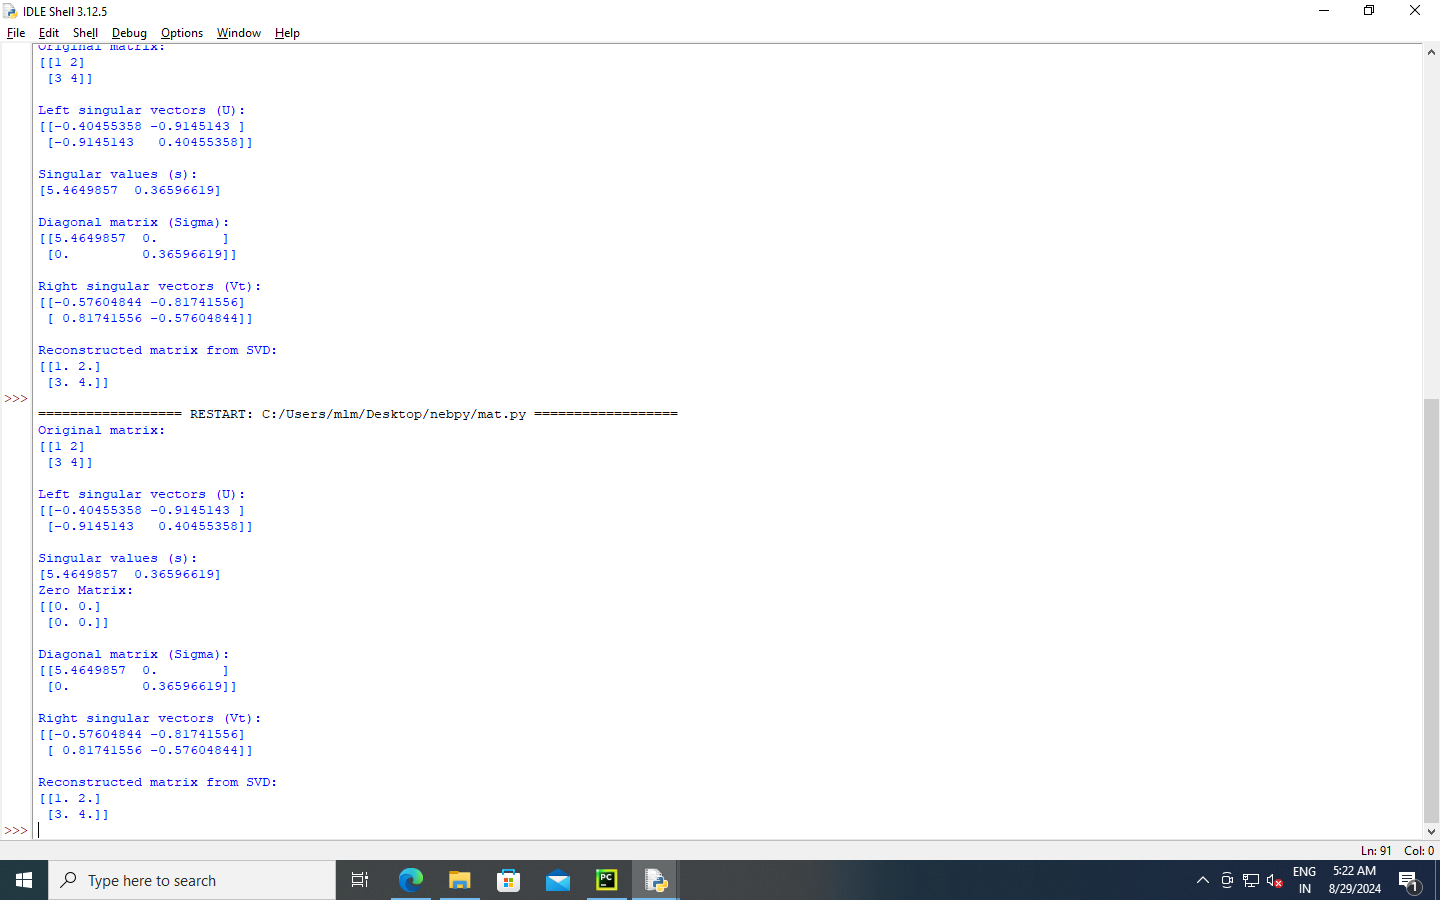 IDLE Shell 3.12.5
File Edit Shell Debug Options Window Help
Original matrix:
[[1 2]
 [3 4]]
Left singular vectors (U):
[[-0.40455358 -0.9145143 ]
 [-0.9145143   0.40455358]]
Singular values (s):
[5.4649857  0.36596619]
Diagonal matrix (Sigma):
[[5.4649857  0.        ]
 [0.         0.36596619]]
Right singular vectors (Vt):
[[-0.57604844 -0.81741556]
 [ 0.81741556 -0.57604844]]
Reconstructed matrix from SVD:
[[1. 2.]
 [3. 4.]]
>>>
================== RESTART: C:/Users/mlm/Desktop/nebpy/mat.py ==================
Original matrix:
[[1 2]
 [3 4]]
Left singular vectors (U):
[[-0.40455358 -0.9145143 ]
 [-0.9145143   0.40455358]]
Singular values (s):
[5.4649857  0.36596619]
Zero Matrix:
[[0. 0.]
 [0. 0.]]
Diagonal matrix (Sigma):
[[5.4649857  0.        ]
 [0.         0.36596619]]
Right singular vectors (Vt):
[[-0.57604844 -0.81741556]
 [ 0.81741556 -0.57604844]]
Reconstructed matrix from SVD:
[[1. 2.]
 [3. 4.]]
>>>
Ln: 91 Col: 0
Type here to search
PC
ENG
IN
5:22 AM
8/29/2024
1